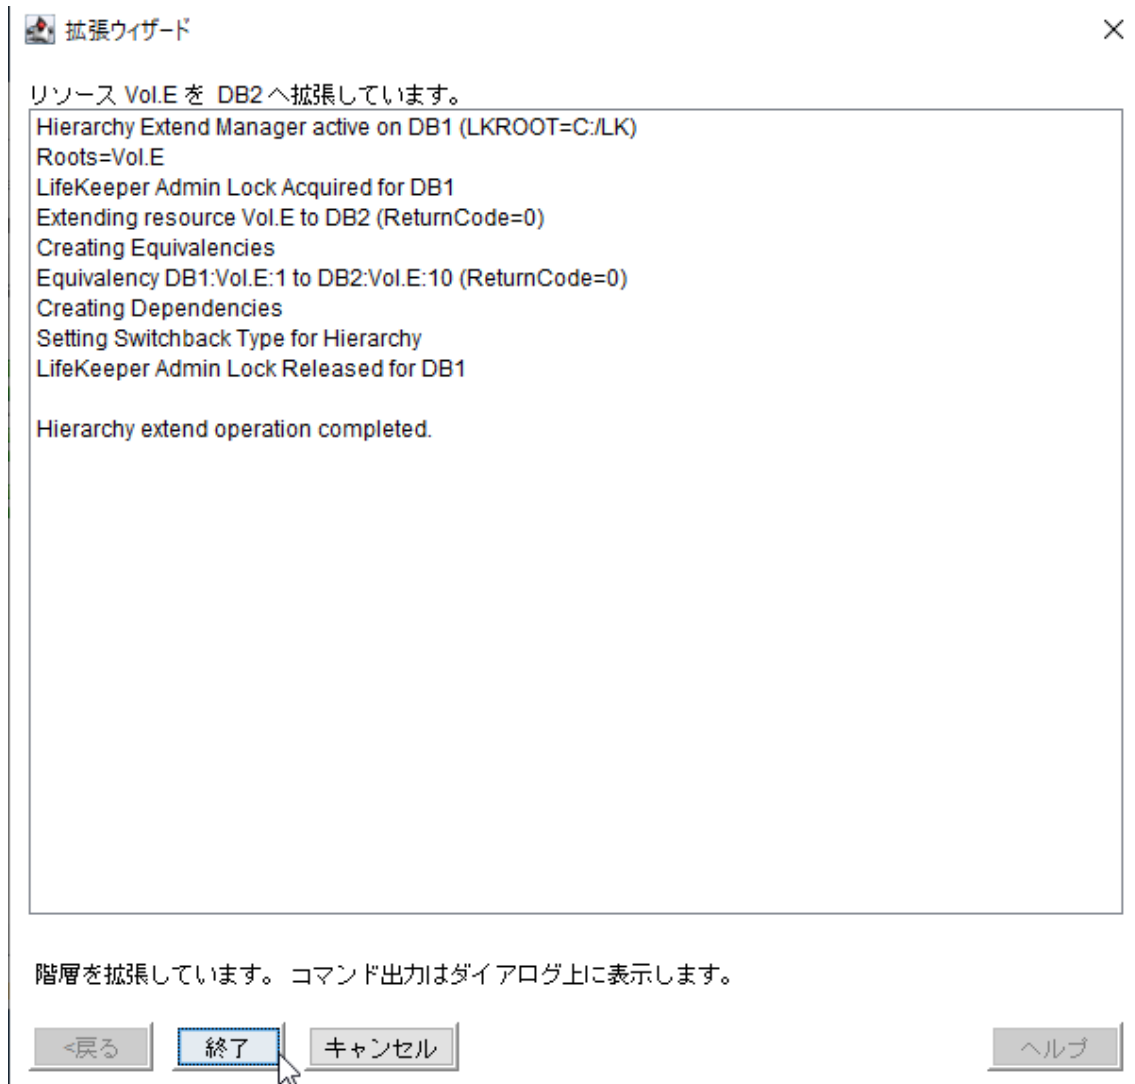 拡張ウィザード
リソース Vol.E を DB2 へ拡張しています。
Hierarchy Extend Manager active on DB1 (LKROOT=C:/LK)
Roots=Vol.E
LifeKeeper Admin Lock Acquired for DB1
Extending resource Vol.E to DB2 (ReturnCode=0)
Creating Equivalencies
Equivalency DB1:Vol.E:1 to DB2:Vol.E:10 (ReturnCode=0)
Creating Dependencies
Setting Switchback Type for Hierarchy
LifeKeeper Admin Lock Released for DB1
Hierarchy extend operation completed.
階層を拡張しています。 コマンド出力はダイアログ上に表示します。
<戻る 終了 キャンセル ヘルプ